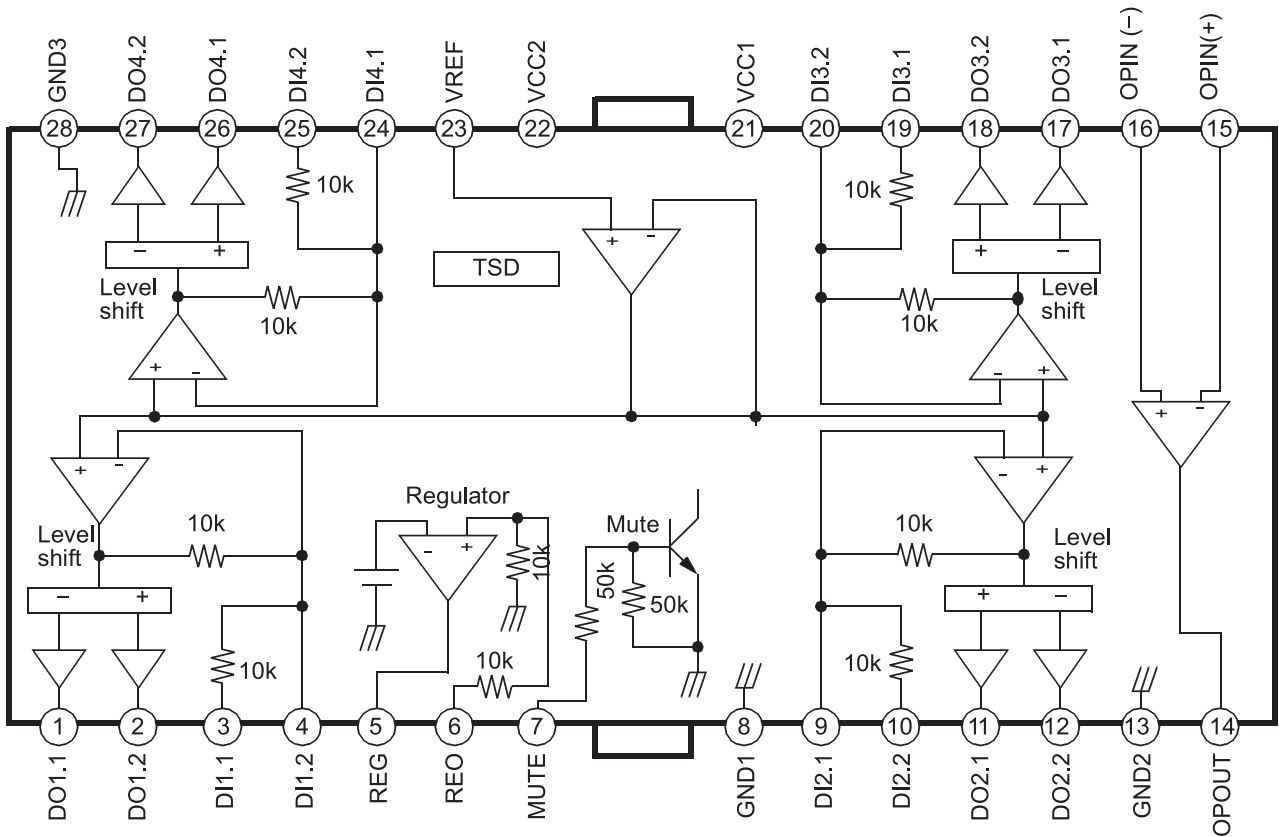 GND3
DO4.2
DO4.1
DI4.2
DI4.1
VREF
VCC2
VCC1
DI3.2
DI3.1
DO3.2
DO3.1
OPIN (–)
OPIN(+)
28
27
26
25
24
23
22
21
20
19
18
17
16
15
10k
10k
– +
+ –
+ –
TSD
Level
shift
10k
10k
Level
shift
+ –
– +
+ –
+ –
– +
Regulator
Mute
Level
shift
10k
– +
10k
50k
50k
10k
Level
shift
– +
+ –
10k
10k
10k
1
2
3
4
5
6
7
8
9
10
11
12
13
14
DO1.1
DO1.2
DI1.1
DI1.2
REG
REO
MUTE
GND1
DI2.1
DI2.2
DO2.1
DO2.2
GND2
OPOUT